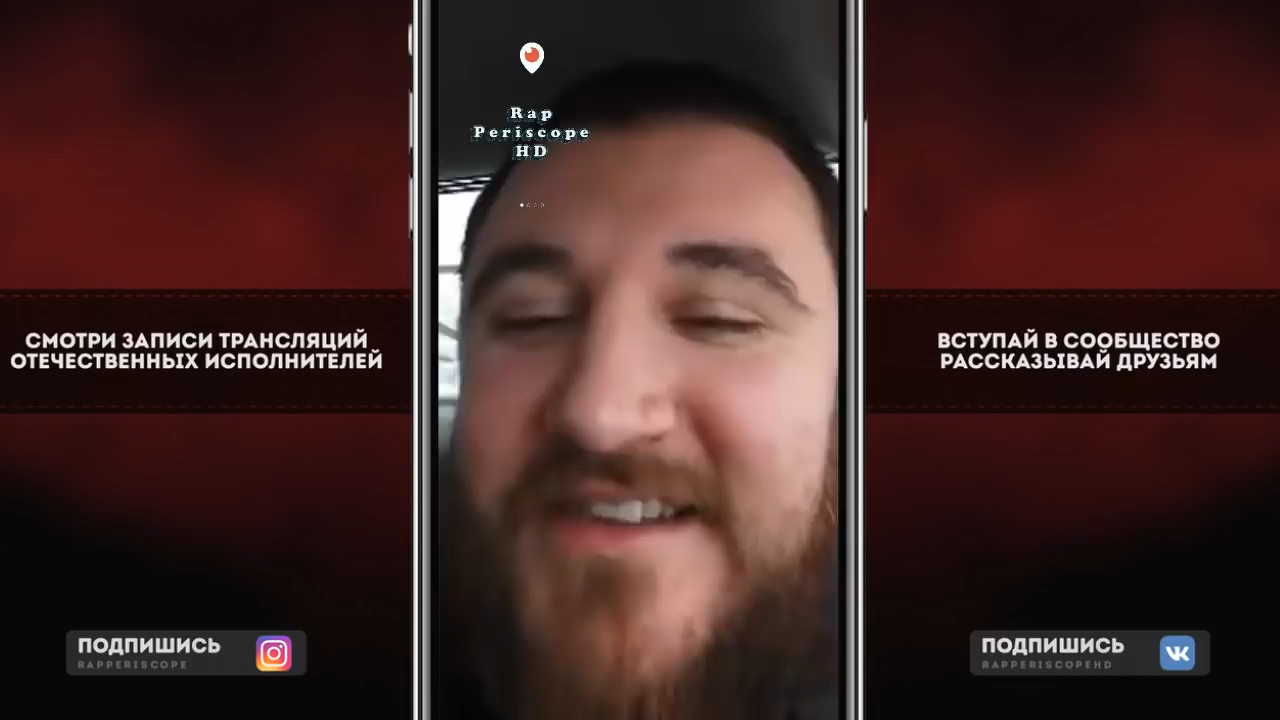 Rap
Periscope
HD
СМОТРИ ЗАПИСИ ТРАНСЛЯЦИЙ
ОТЕЧЕСТВЕННЫХ ИСПОЛНИТЕЛЕЙ
ВСТУПАЙ В СООБЩЕСТВО
РАССКАЗЫВАЙ ДРУЗЬЯМ
ПОДПИШИСЬ
RAPPERISCOPE
ПОДПИШИСЬ
RAPPERISCOPEHD